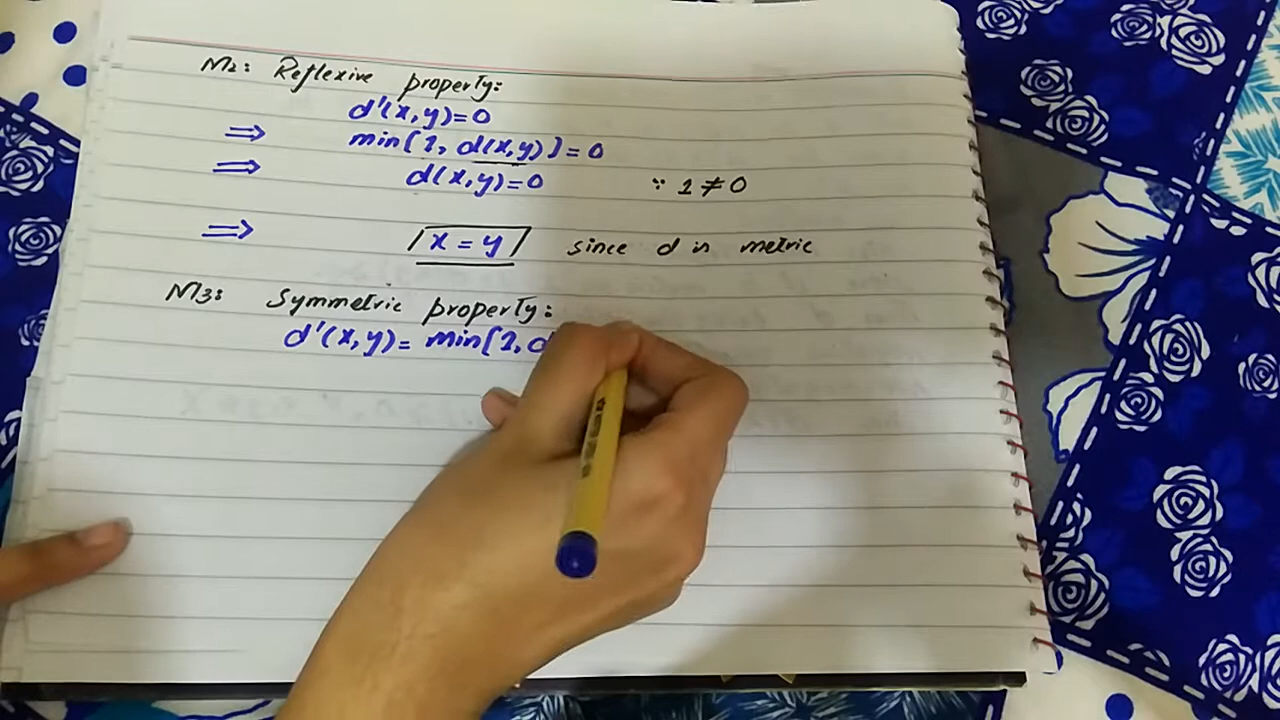 M2: Reflexive property:
d'(x,y)=0
⇒ min[1, d(x,y)]=0
⇒ d(x,y)=0 ∵ 1≠0
⇒ x = y since d is metric
M3: Symmetric property:
d'(x,y)= min[1, d